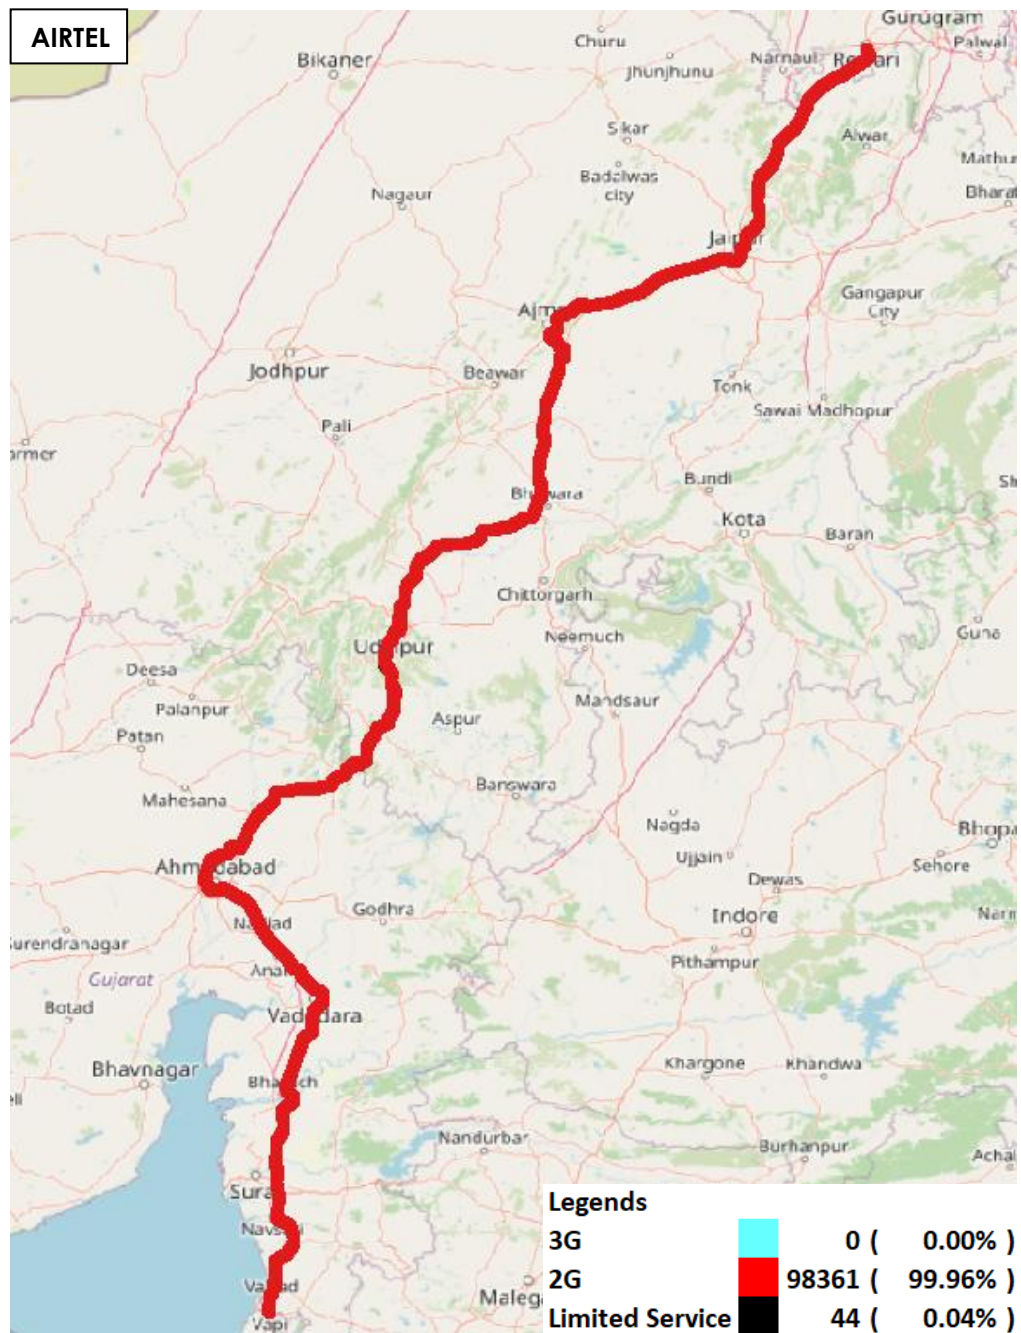 AIRTEL
Gurugram
Churu
Bikaner
Palwal
Narnaul
Jhunjhunu
Sikar
Alwar
Badalwas
city
Nagaur
Gangapur
City
Jodhpur
Beawar
Tonk
Sawai Madhopur
Pali
Bundi
Kota
Baran
Chittorgarh
Neemuch
Guna
Deesa
Mandsaur
Palanpur
Aspur
Patan
Banswara
Mahesana
Nagda
Ujjain
Sehore
Dewas
Godhra
Indore
Pithampur
Gujarat
Botad
Khargone
Khandwa
Bhavnagar
Nandurbar
Burhanpur
Vapi
Legends
3G 0 ( 0.00% )
2G 98361 ( 99.96% )
Limited Service 44 ( 0.04% )